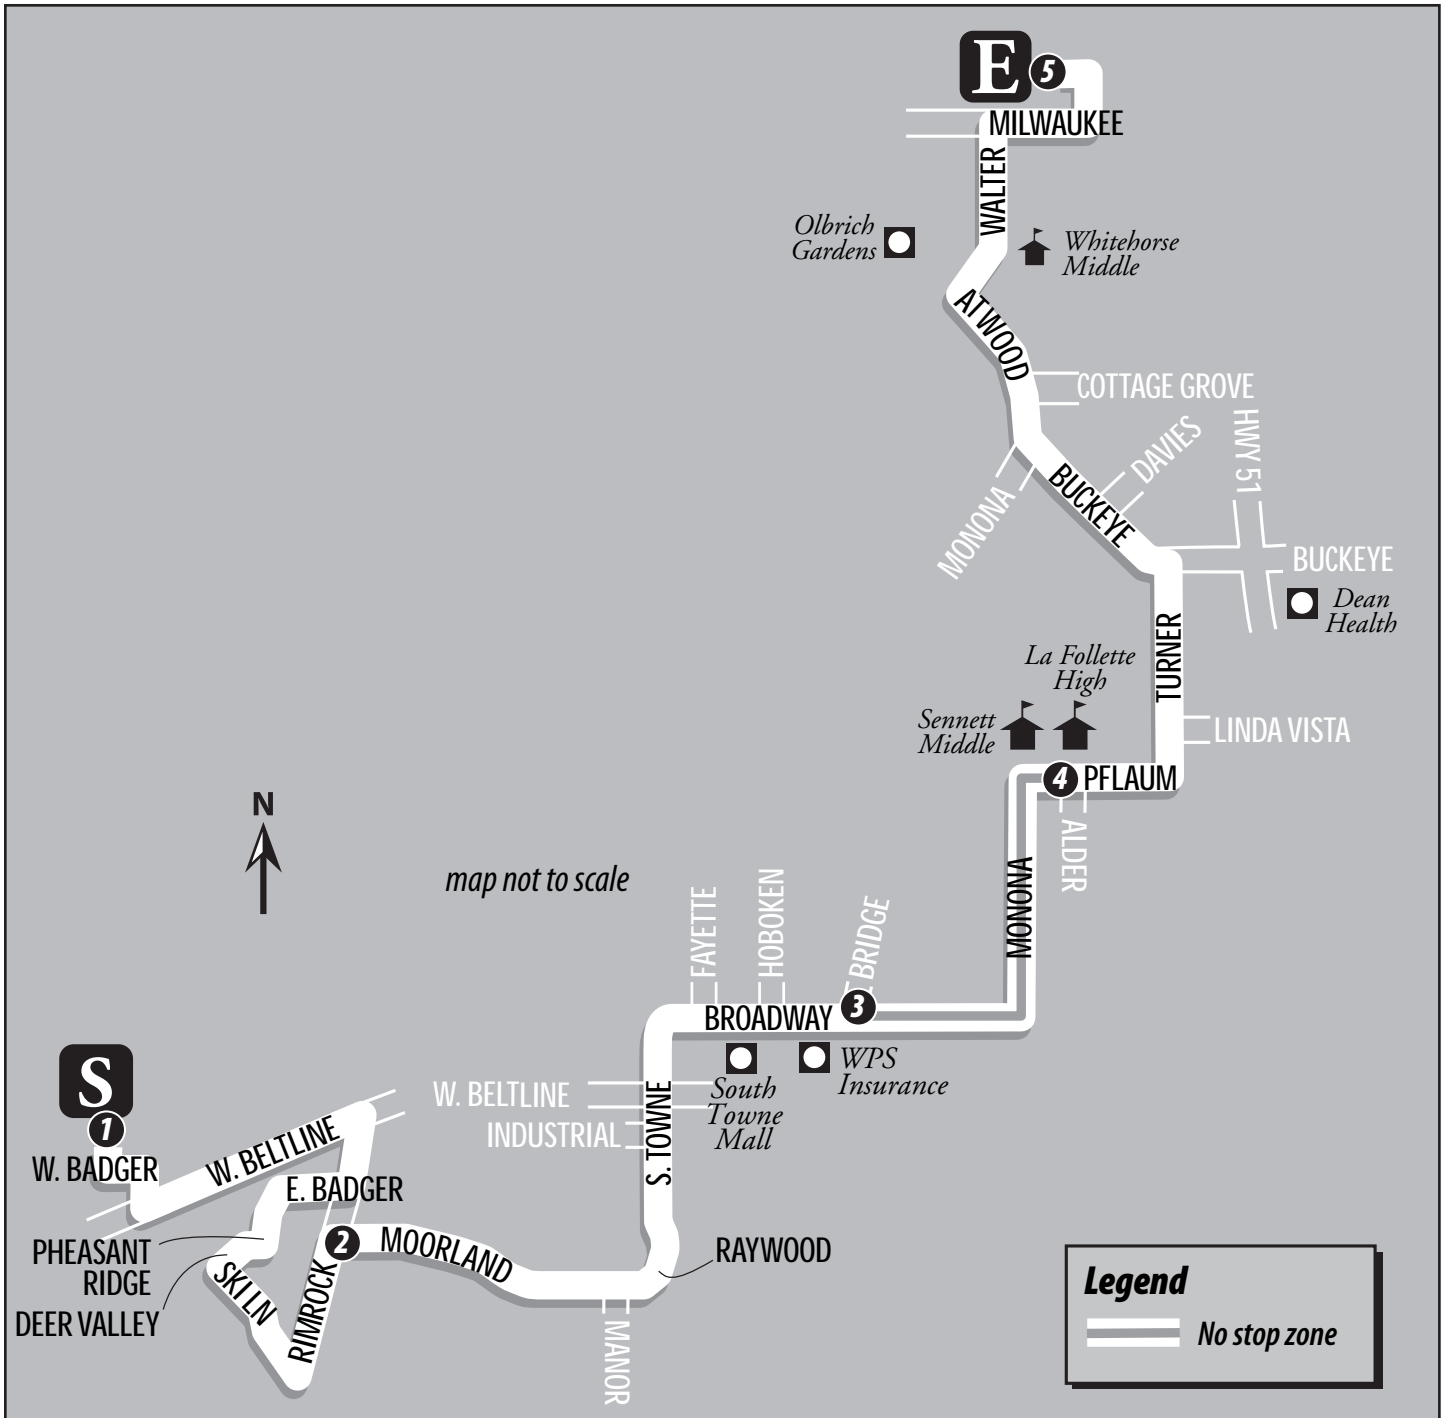 E
5
MILWAUKEE
WALTER
Olbrich
Gardens
Whitehorse
Middle
ATWOOD
COTTAGE GROVE
DAVIES
HWY 51
MONONA
BUCKEYE
BUCKEYE
Dean
Health
TURNER
La Follette
High
Sennett
Middle
LINDA VISTA
4
PFLAUM
ALDER
N
map not to scale
MONONA
FAYETTE
HOBOKEN
BRIDGE
3
BROADWAY
WPS
Insurance
South
Towne
Mall
W. BELTLINE
INDUSTRIAL
S. TOWNE
S
1
W. BADGER
W. BELTLINE
E. BADGER
PHEASANT
RIDGE
DEER VALLEY
SKI LN
RIMROCK
2
MOORLAND
RAYWOOD
MANOR
Legend
No stop zone